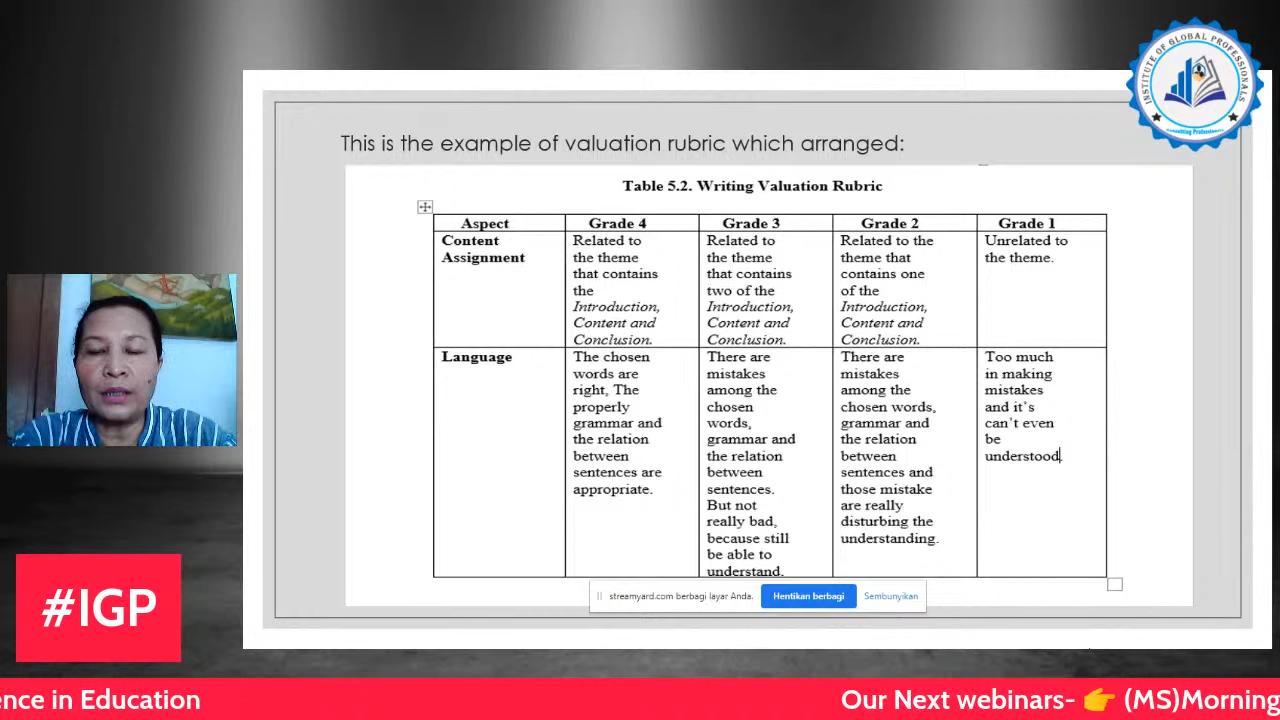 INSTITUTE OF GLOBAL PROFESSIONALS
Consulting Professionals
This is the example of valuation rubric which arranged:
Table 5.2. Writing Valuation Rubric
Aspect
Grade 4
Grade 3
Grade 2
Grade 1
Content
Assignment
Related to
the theme
that contains
the
Introduction,
Content and
Conclusion.
Related to
the theme
that contains
two of the
Introduction,
Content and
Conclusion.
Related to the
theme that
contains one
of the
Introduction,
Content and
Conclusion.
Unrelated to
the theme.
Language
The chosen
words are
right, The
properly
grammar and
the relation
between
sentences are
appropriate.
There are
mistakes
among the
chosen
words,
grammar and
the relation
between
sentences.
But not
really bad,
because still
be able to
understand.
There are
mistakes
among the
chosen words,
grammar and
the relation
between
sentences and
those mistake
are really
disturbing the
understanding.
Too much
in making
mistakes
and it's
can't even
be
understood.
streamyard.com berbagi layar Anda.
Hentikan berbagi
Sembunyikan
#IGP
ence in Education
Our Next webinars- 👉 (MS)Morning